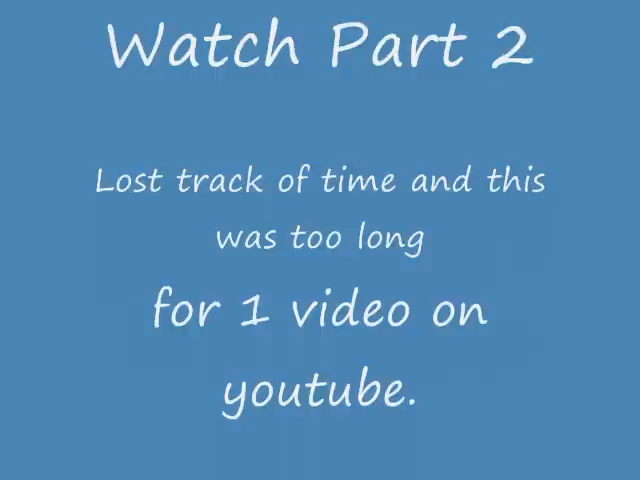 Watch Part 2
Lost track of time and this
was too long
for 1 video on
youtube.